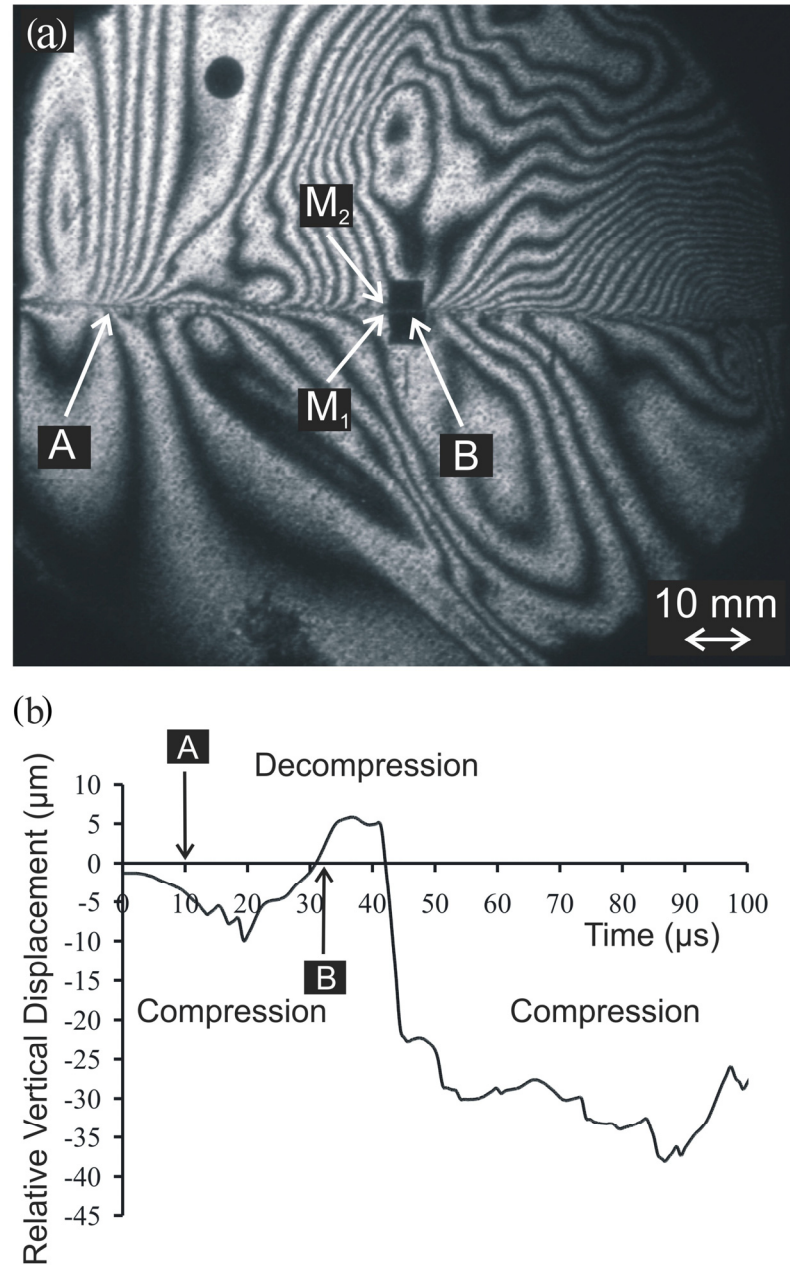 (a)
M2
M1
A
B
10 mm
(b)
A
Decompression
Relative Vertical Displacement (μm)
10
5
0
-5
-10
-15
-20
-25
-30
-35
-40
-45
0 10 20 30 40 50 60 70 80 90 100
Time (μs)
B
Compression
Compression